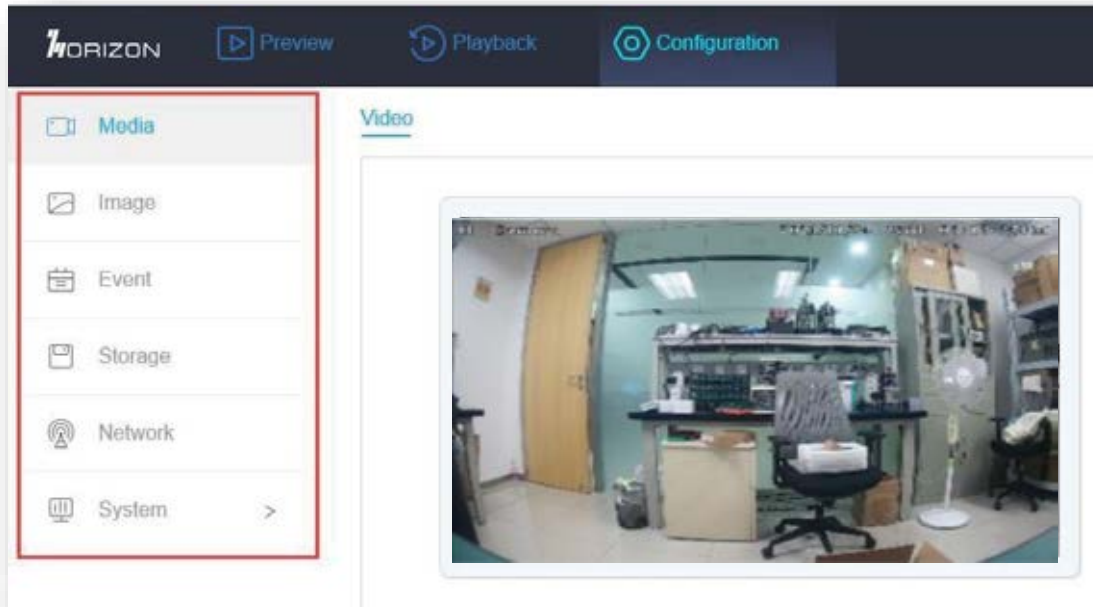 HORIZON
Preview
Playback
Configuration
Media
Video
Image
Event
Storage
Network
System >